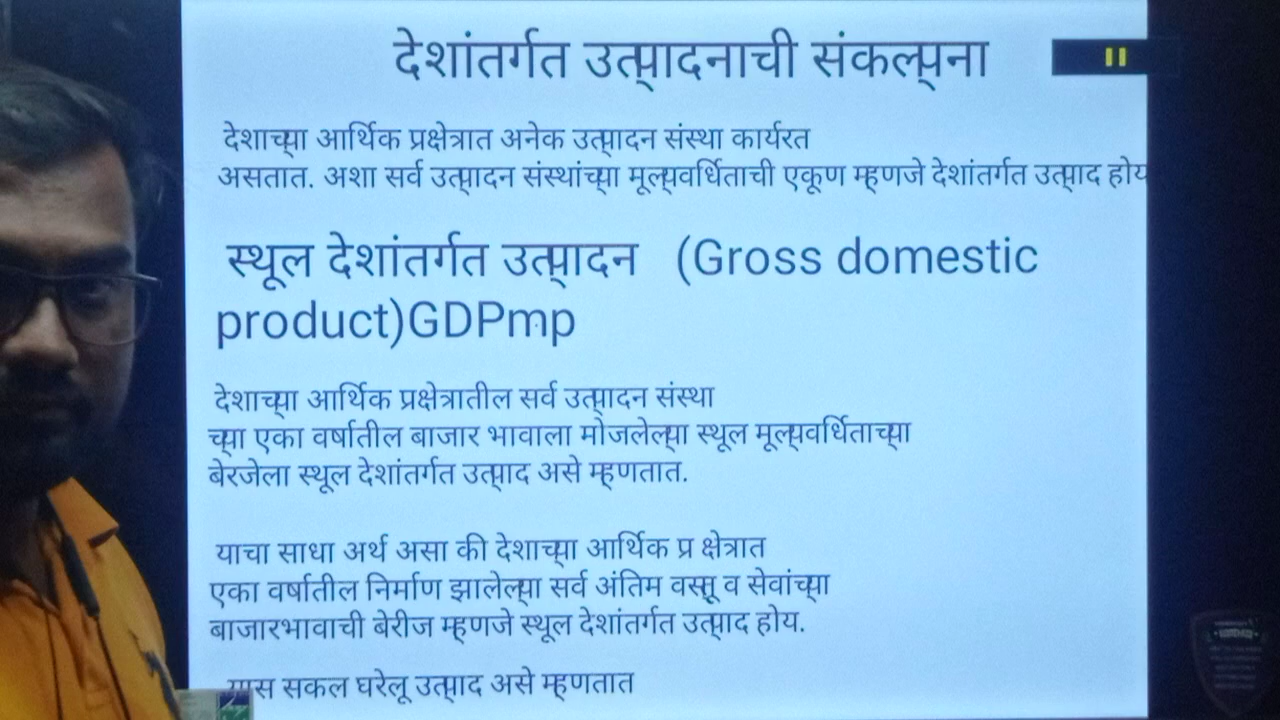 देशांतर्गत उत्पादनाची संकल्पना
देशाच्या आर्थिक प्रक्षेत्रात अनेक उत्पादन संस्था कार्यरत
असतात. अशा सर्व उत्पादन संस्थांच्या मूल्यवर्धिताची एकूण म्हणजे देशांतर्गत उत्पाद होय
स्थूल देशांतर्गत उत्पादन (Gross domestic
product)GDPmp
देशाच्या आर्थिक प्रक्षेत्रातील सर्व उत्पादन संस्था
च्या एका वर्षातील बाजार भावाला मोजलेल्या स्थूल मूल्यवर्धिताच्या
बेरजेला स्थूल देशांतर्गत उत्पाद असे म्हणतात.
याचा साधा अर्थ असा की देशाच्या आर्थिक प्र क्षेत्रात
एका वर्षातील निर्माण झालेल्या सर्व अंतिम वस्तू व सेवांच्या
बाजारभावाची बेरीज म्हणजे स्थूल देशांतर्गत उत्पाद होय.
सकल घरेलू उत्पाद असे म्हणतात